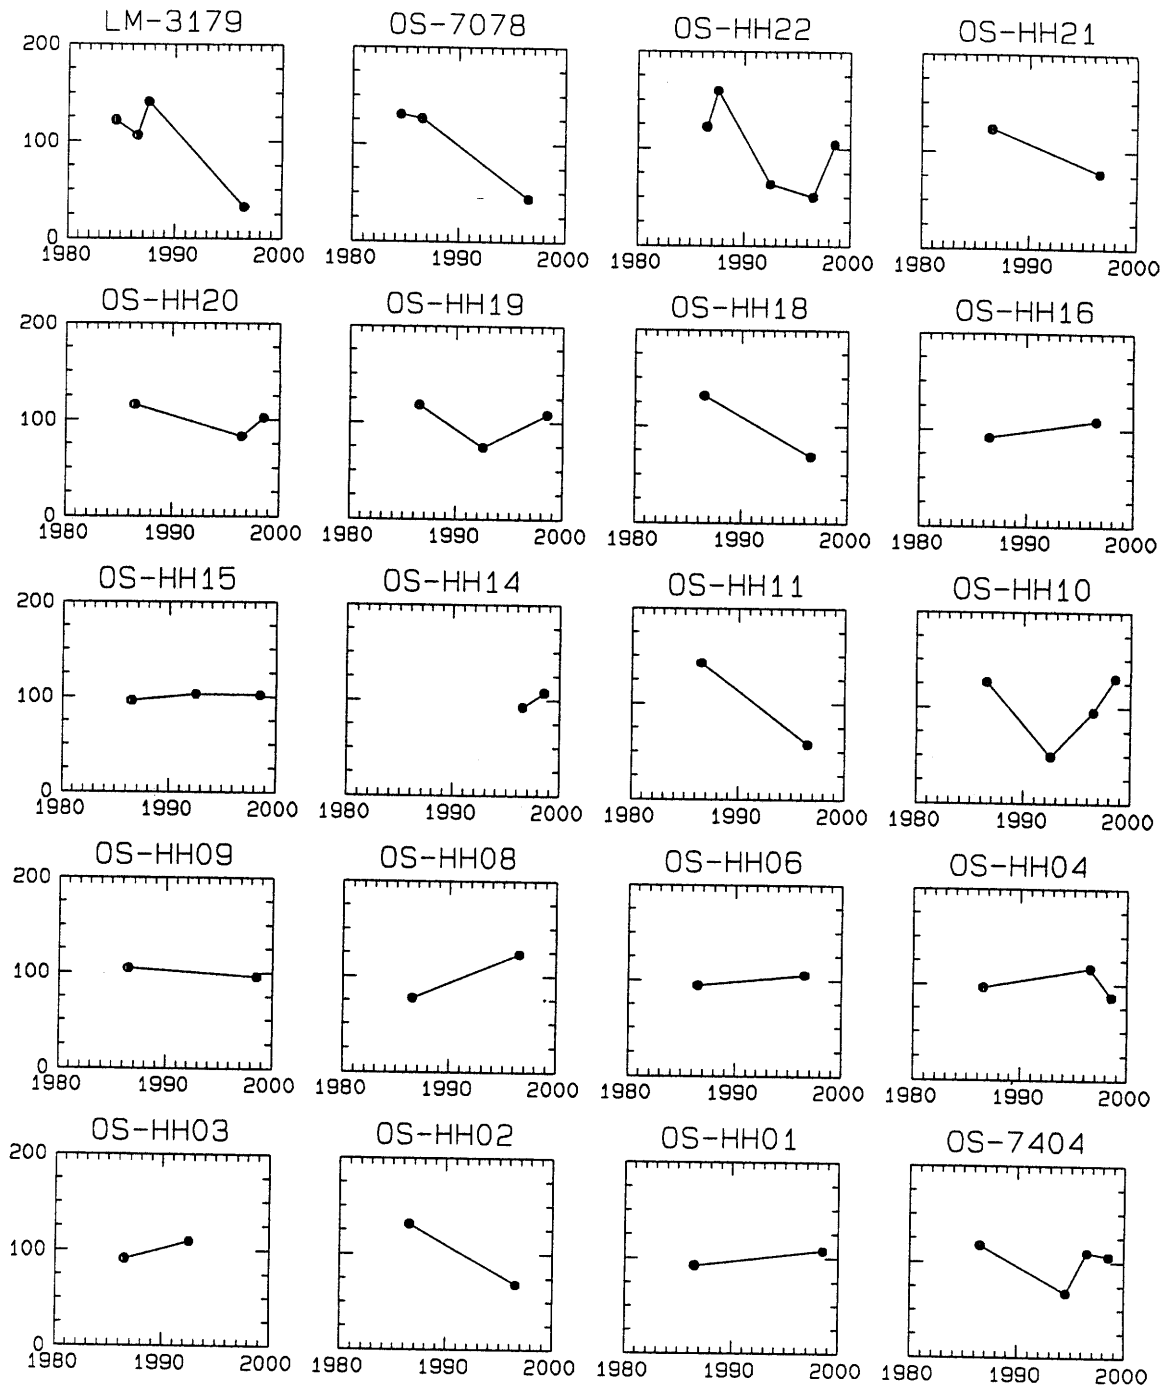 LM-3179 OS-7078 OS-HH22 OS-HH21
200
100
0
1980 1990 2000 1980 1990 2000 1980 1990 2000 1980 1990 2000
OS-HH20 OS-HH19 OS-HH18 OS-HH16
200
100
0
1980 1990 2000 1980 1990 2000 1980 1990 2000 1980 1990 2000
OS-HH15 OS-HH14 OS-HH11 OS-HH10
200
100
0
1980 1990 2000 1980 1990 2000 1980 1990 2000 1980 1990 2000
OS-HH09 OS-HH08 OS-HH06 OS-HH04
200
100
0
1980 1990 2000 1980 1990 2000 1980 1990 2000 1980 1990 2000
OS-HH03 OS-HH02 OS-HH01 OS-7404
200
100
0
1980 1990 2000 1980 1990 2000 1980 1990 2000 1980 1990 2000